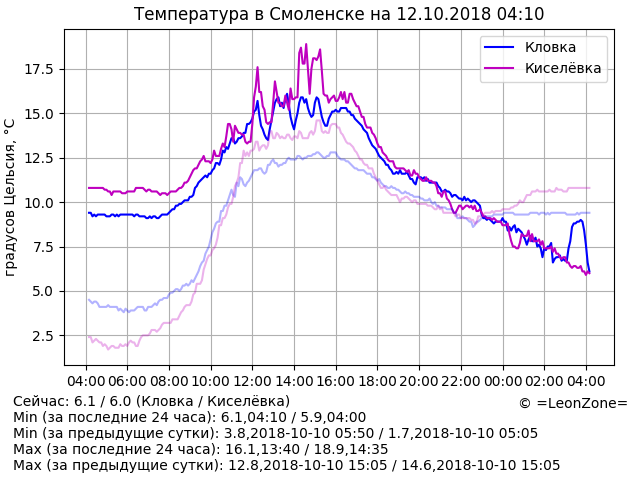 Температура в Смоленске на 12.10.2018 04:10
Кловка
Киселёвка
градусов Цельсия, °C
17.5
15.0
12.5
10.0
7.5
5.0
2.5
04:00 06:00 08:00 10:00 12:00 14:00 16:00 18:00 20:00 22:00 00:00 02:00 04:00
Сейчас: 6.1 / 6.0 (Кловка / Киселёвка)
© =LeonZone=
Min (за последние 24 часа): 6.1,04:10 / 5.9,04:00
Min (за предыдущие сутки): 3.8,2018-10-10 05:50 / 1.7,2018-10-10 05:05
Max (за последние 24 часа): 16.1,13:40 / 18.9,14:35
Max (за предыдущие сутки): 12.8,2018-10-10 15:05 / 14.6,2018-10-10 15:05